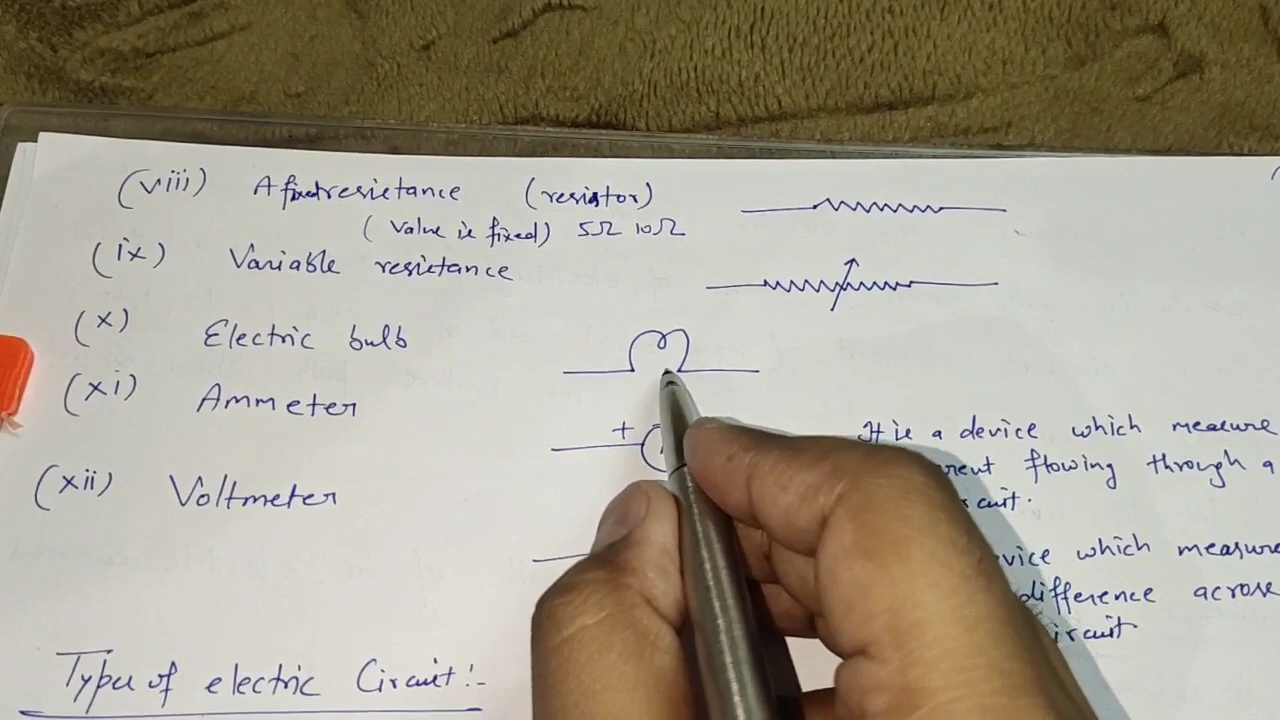 (viii) A fixed resistance (resistor)
(Value is fixed) 5Ω 10Ω
(ix) Variable resistance
(x) Electric bulb
(xi) Ammeter +
It is a device which measure
flowing through a
(xii) Voltmeter
which measure
difference across
Types of electric Circuit:-